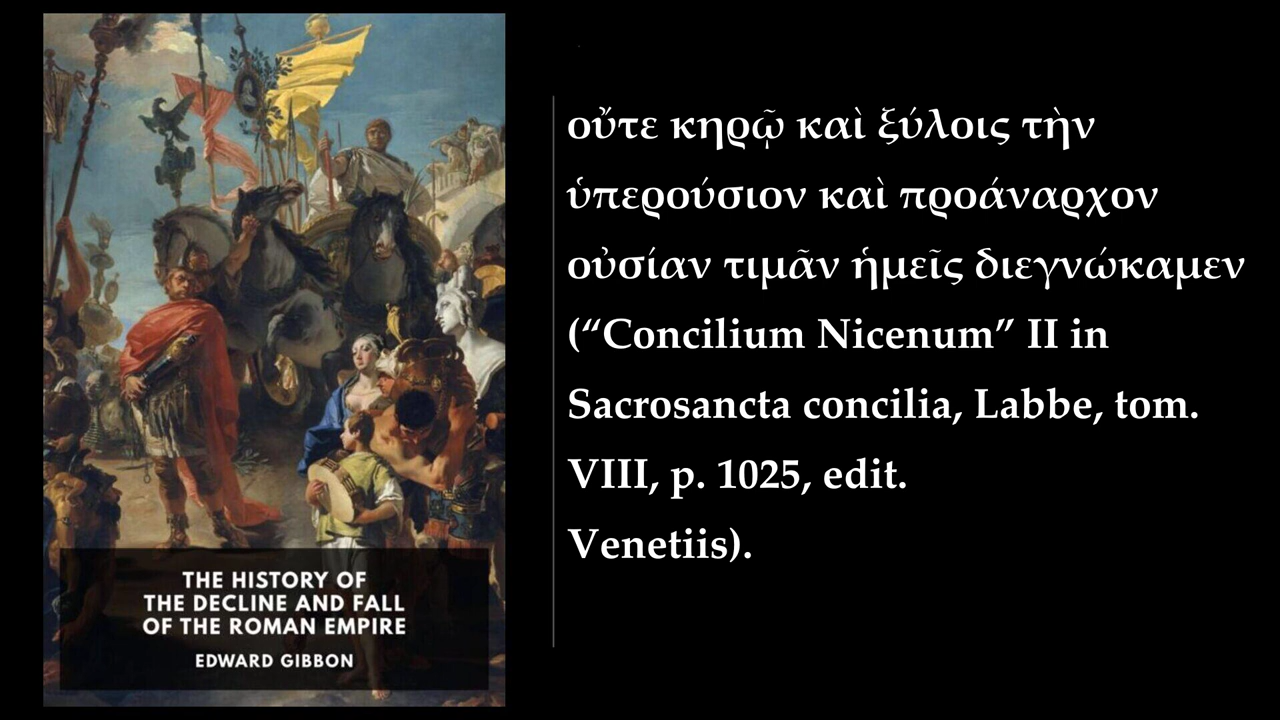 THE HISTORY OF
THE DECLINE AND FALL
OF THE ROMAN EMPIRE
EDWARD GIBBON
οὔτε κηρῷ καὶ ξύλοις τὴν
ὑπερούσιον καὶ προάναρχον
οὐσίαν τιμᾶν ἡμεῖς διεγνώκαμεν
(“Concilium Nicenum” II in
Sacrosancta concilia, Labbe, tom.
VIII, p. 1025, edit.
Venetiis).